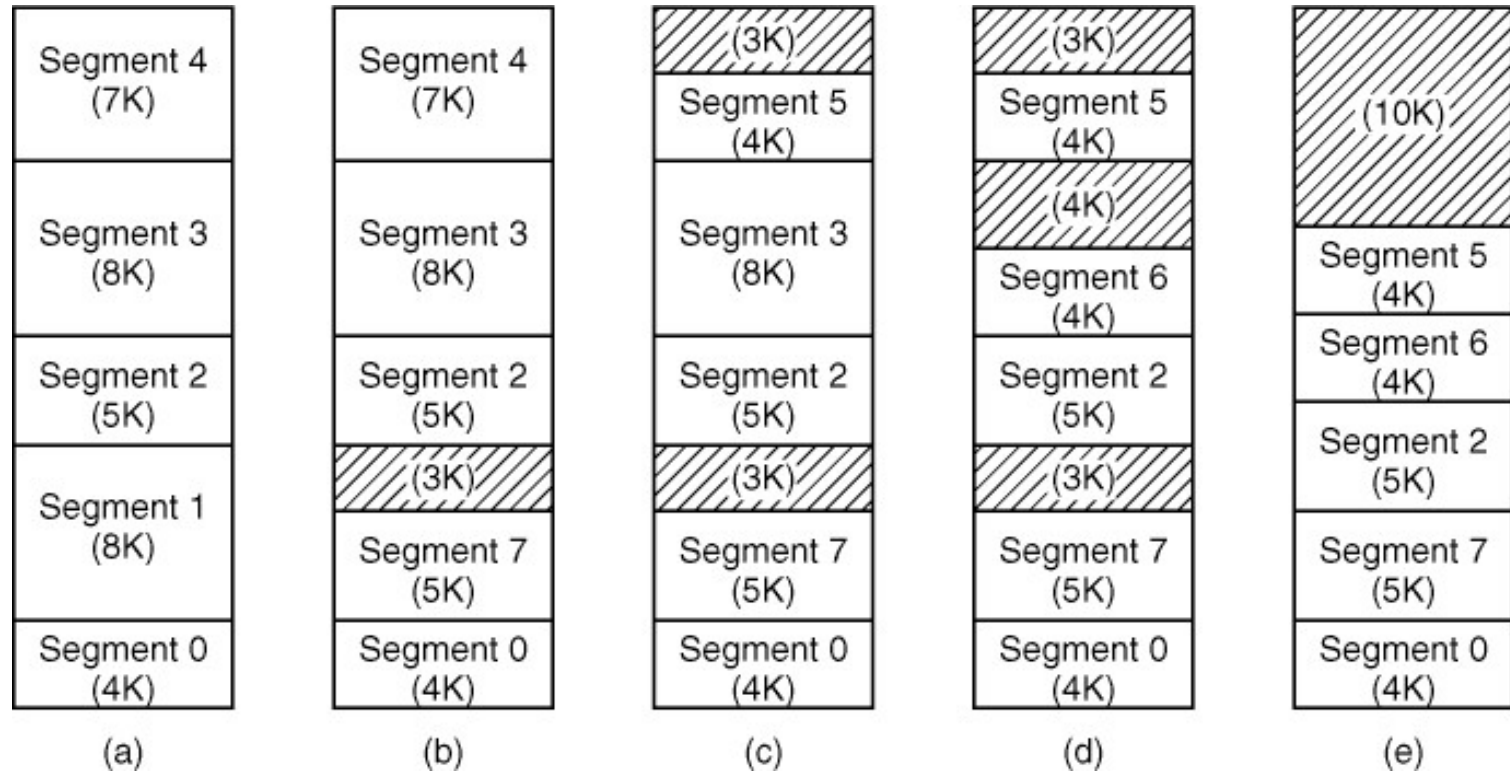 Segment 4
(7K)
Segment 3
(8K)
Segment 2
(5K)
Segment 1
(8K)
Segment 0
(4K)
(a)
Segment 4
(7K)
Segment 3
(8K)
Segment 2
(5K)
(3K)
Segment 7
(5K)
Segment 0
(4K)
(b)
(3K)
Segment 5
(4K)
Segment 3
(8K)
Segment 2
(5K)
(3K)
Segment 7
(5K)
Segment 0
(4K)
(c)
(3K)
Segment 5
(4K)
(4K)
Segment 6
(4K)
Segment 2
(5K)
(3K)
Segment 7
(5K)
Segment 0
(4K)
(d)
(10K)
Segment 5
(4K)
Segment 6
(4K)
Segment 2
(5K)
Segment 7
(5K)
Segment 0
(4K)
(e)